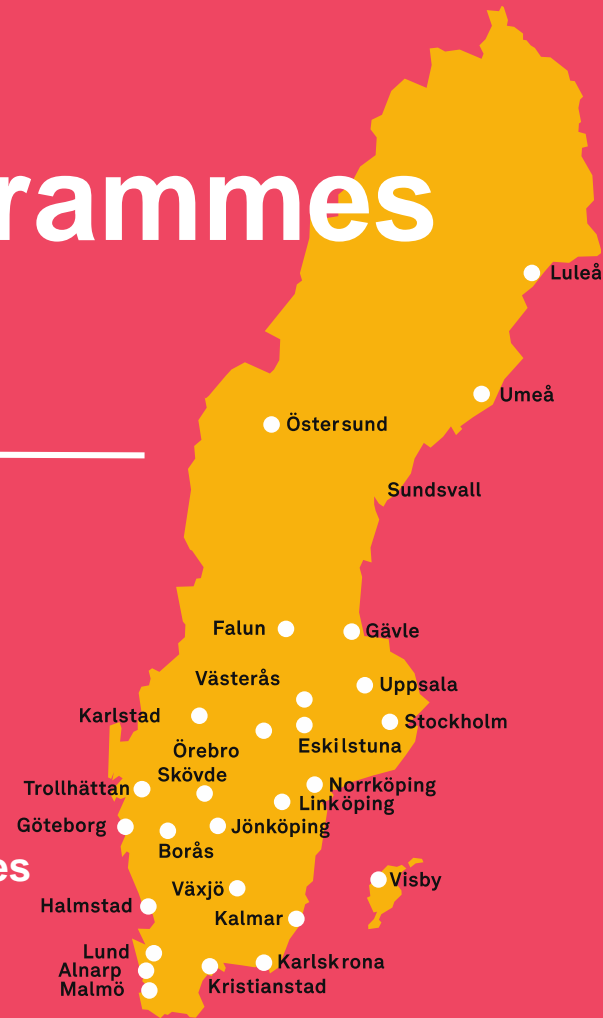 rammes
Luleå
Umeå
Östersund
Sundsvall
Falun
Gävle
Västerås
Uppsala
Karlstad
Stockholm
Örebro
Eskilstuna
Skövde
Trollhättan
Norrköping
Linköping
Göteborg
Jönköping
Borås
es
Växjö
Visby
Halmstad
Kalmar
Lund
Karlskrona
Alnarp
Malmö
Kristianstad